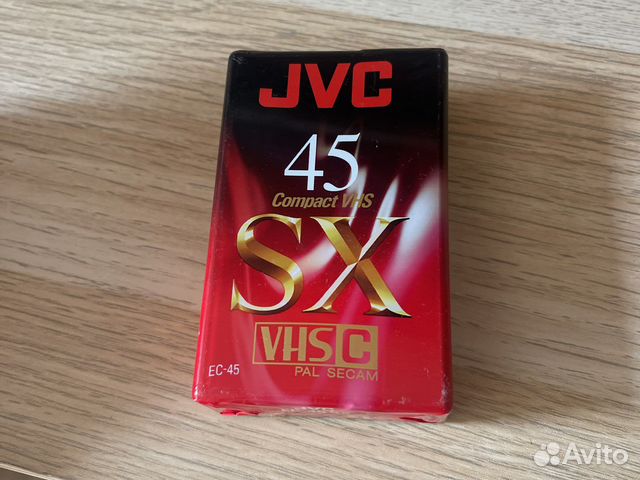 JVC
45
Compact VHS
SX
VHS C
EC-45
PAL SECAM
Avito